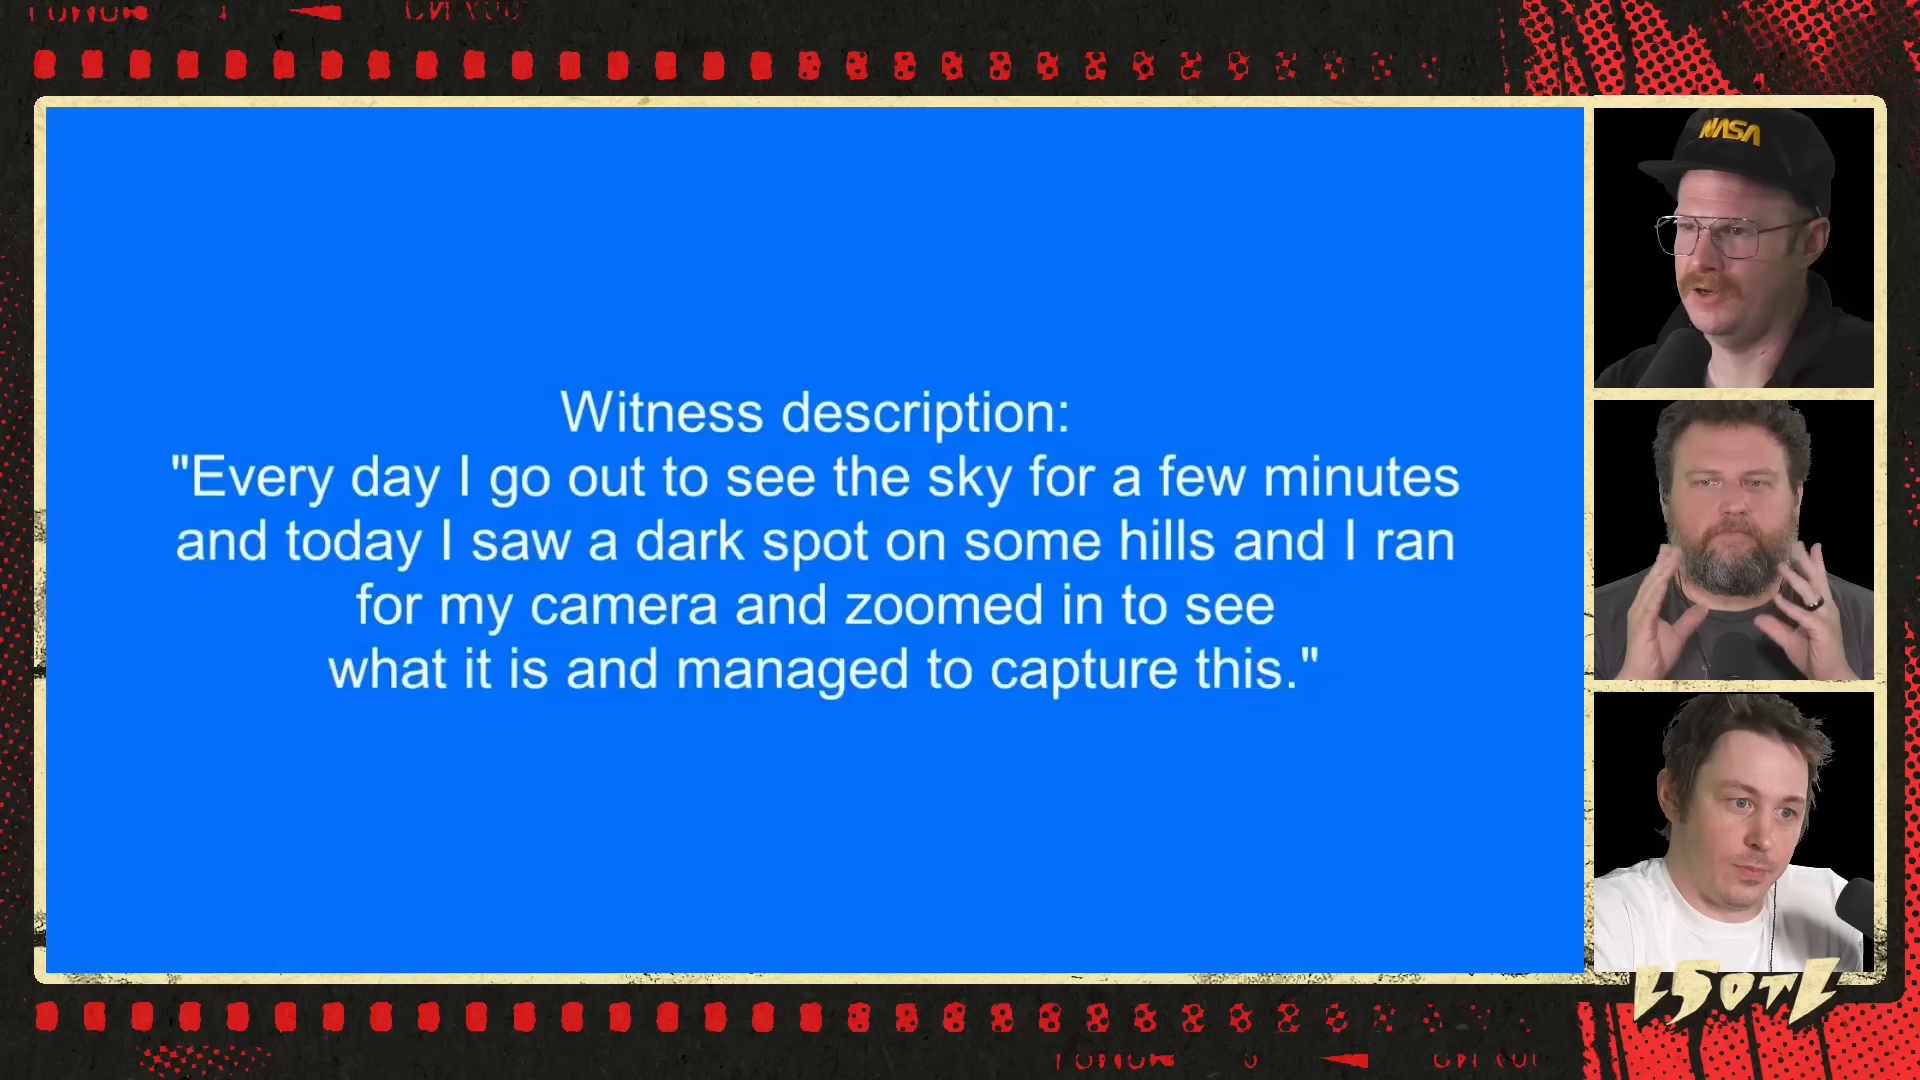 NASA
Witness description:
"Every day I go out to see the sky for a few minutes
and today I saw a dark spot on some hills and I ran
for my camera and zoomed in to see
what it is and managed to capture this."
LSOTL